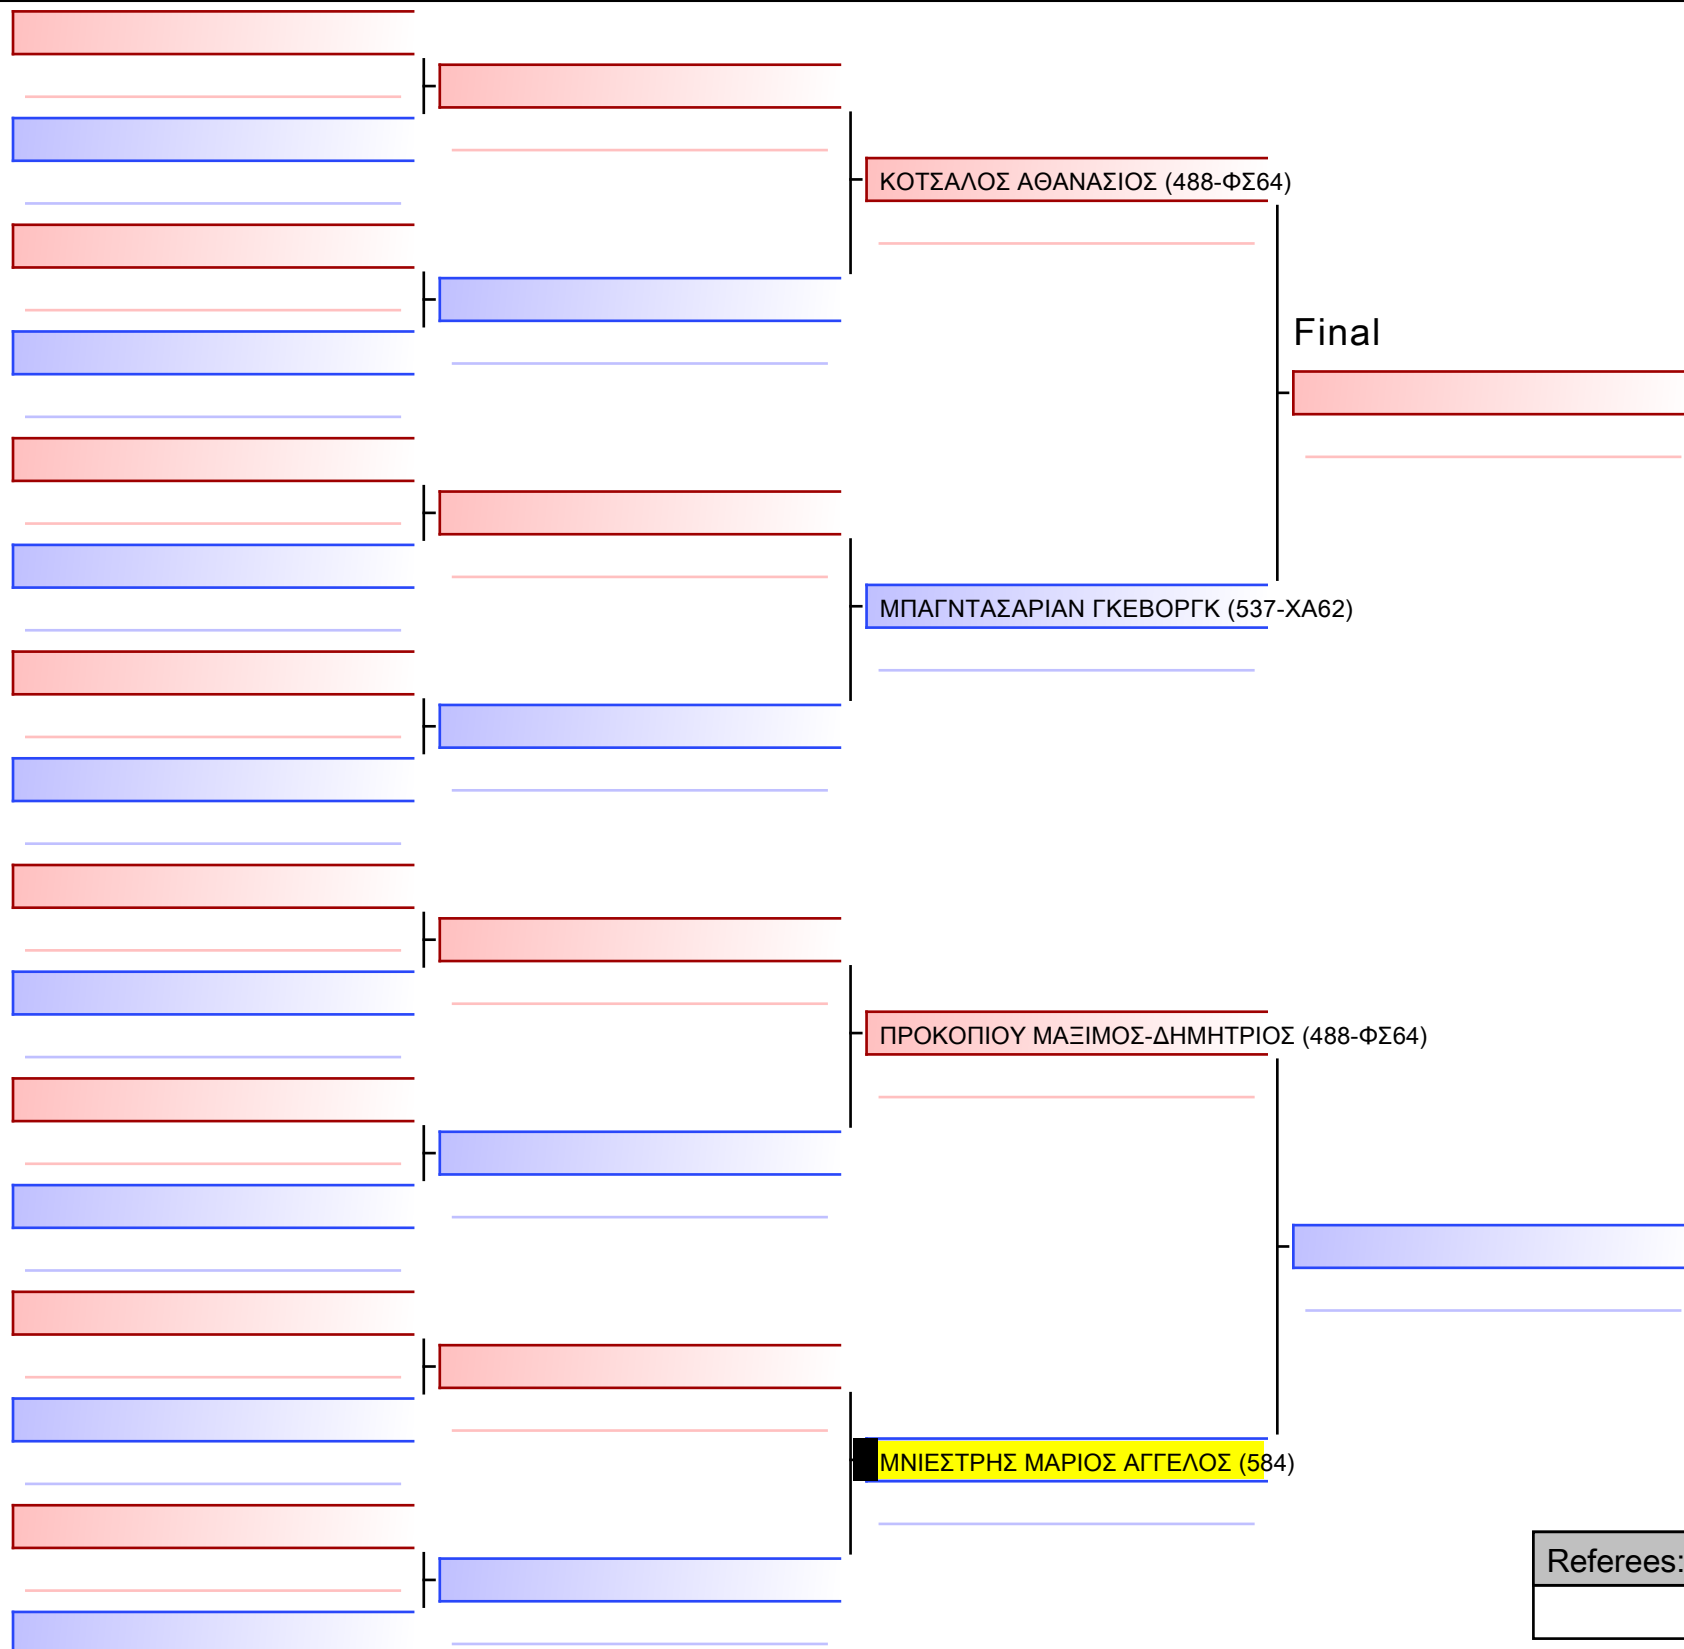 ΚΟΤΣΑΛΟΣ ΑΘΑΝΑΣΙΟΣ (488-ΦΣ64)
Final
ΜΠΑΓΝΤΑΣΑΡΙΑΝ ΓΚΕΒΟΡΓΚ (537-ΧΑ62)
ΠΡΟΚΟΠΙΟΥ ΜΑΞΙΜΟΣ-ΔΗΜΗΤΡΙΟΣ (488-ΦΣ64)
ΜΝΙΕΣΤΡΗΣ ΜΑΡΙΟΣ ΑΓΓΕΛΟΣ (584)
Referees: